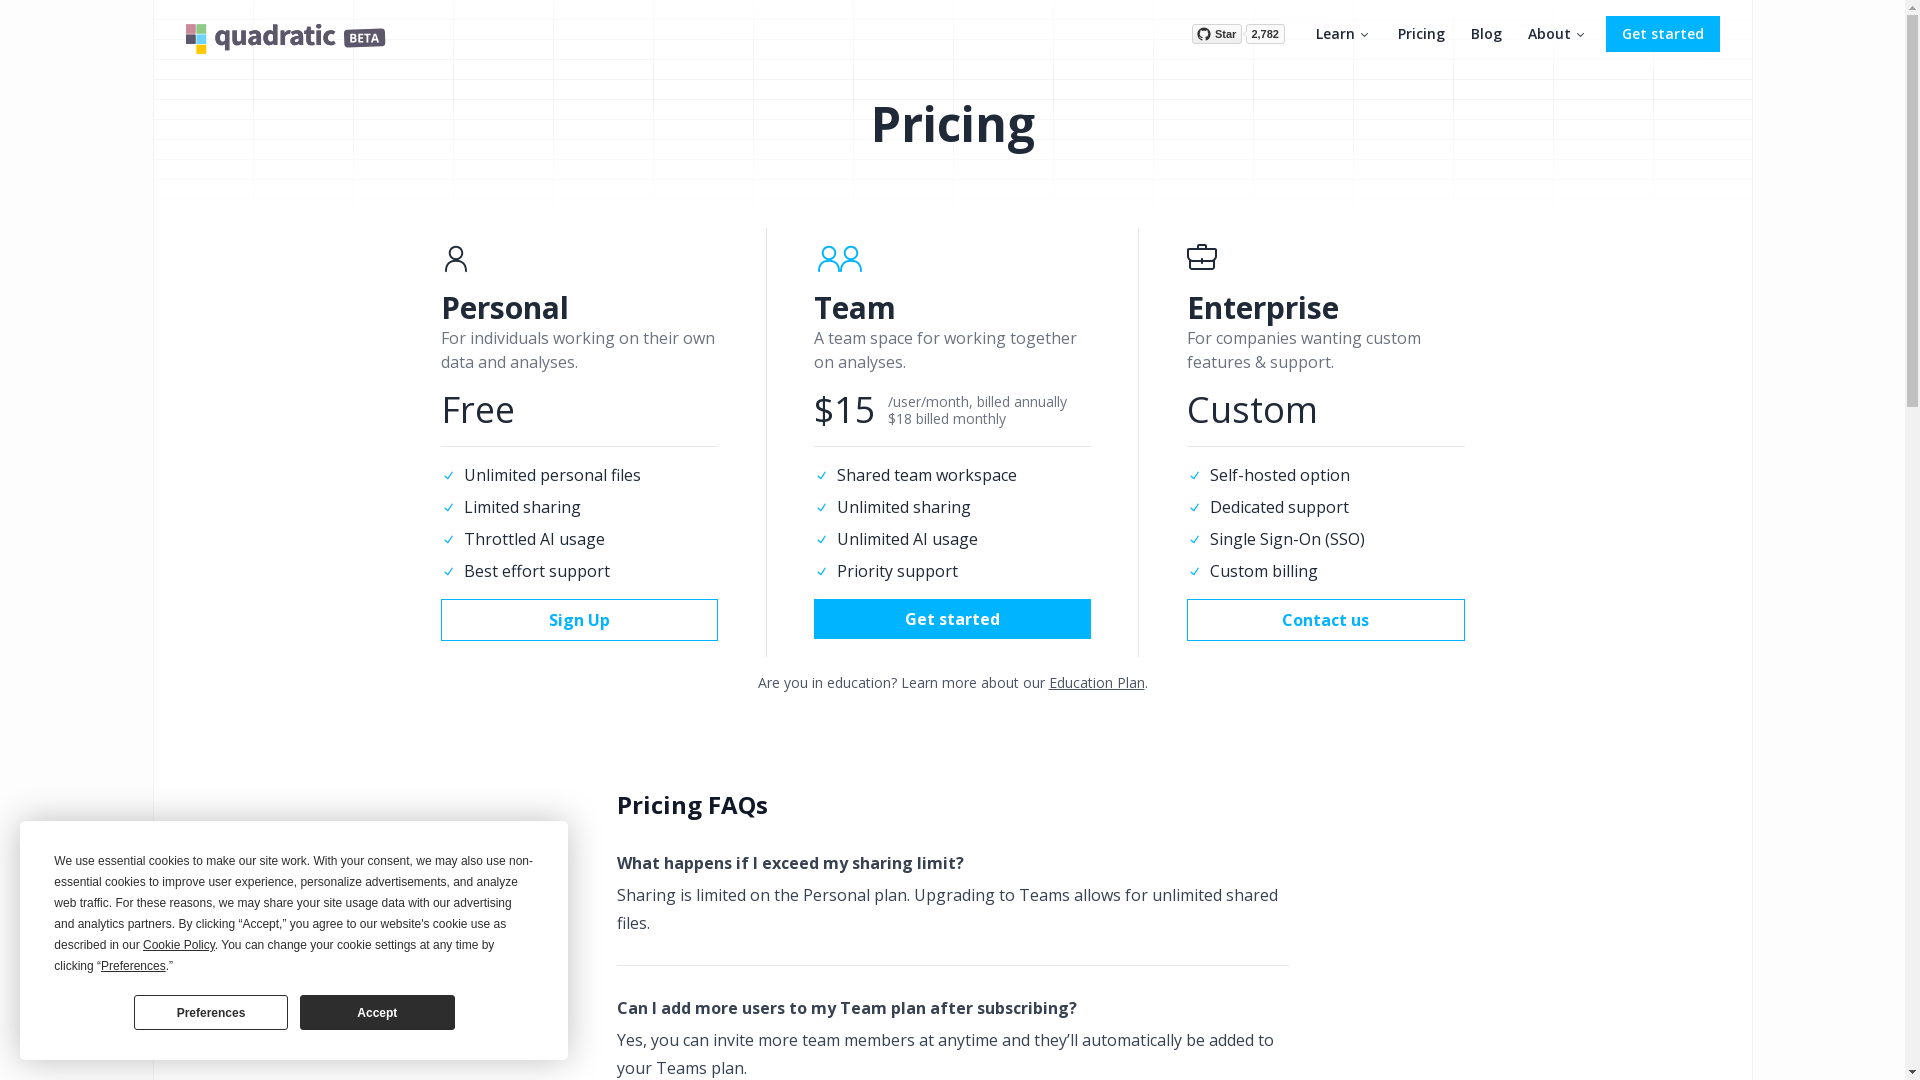 quadratic BETA
Star 2,782 Learn Pricing Blog About Get started
Pricing
Personal
For individuals working on their own
data and analyses.
Free
Unlimited personal files
Limited sharing
Throttled AI usage
Best effort support
Sign Up
Team
A team space for working together
on analyses.
$15 /user/month, billed annually
$18 billed monthly
Shared team workspace
Unlimited sharing
Unlimited AI usage
Priority support
Get started
Enterprise
For companies wanting custom
features & support.
Custom
Self-hosted option
Dedicated support
Single Sign-On (SSO)
Custom billing
Contact us
Are you in education? Learn more about our Education Plan.
Pricing FAQs
What happens if I exceed my sharing limit?
Sharing is limited on the Personal plan. Upgrading to Teams allows for unlimited shared
files.
Can I add more users to my Team plan after subscribing?
Yes, you can invite more team members at anytime and they’ll automatically be added to
your Teams plan.
We use essential cookies to make our site work. With your consent, we may also use non-
essential cookies to improve user experience, personalize advertisements, and analyze
web traffic. For these reasons, we may share your site usage data with our advertising
and analytics partners. By clicking “Accept,” you agree to our website's cookie use as
described in our Cookie Policy. You can change your cookie settings at any time by
clicking “Preferences.”
Preferences Accept